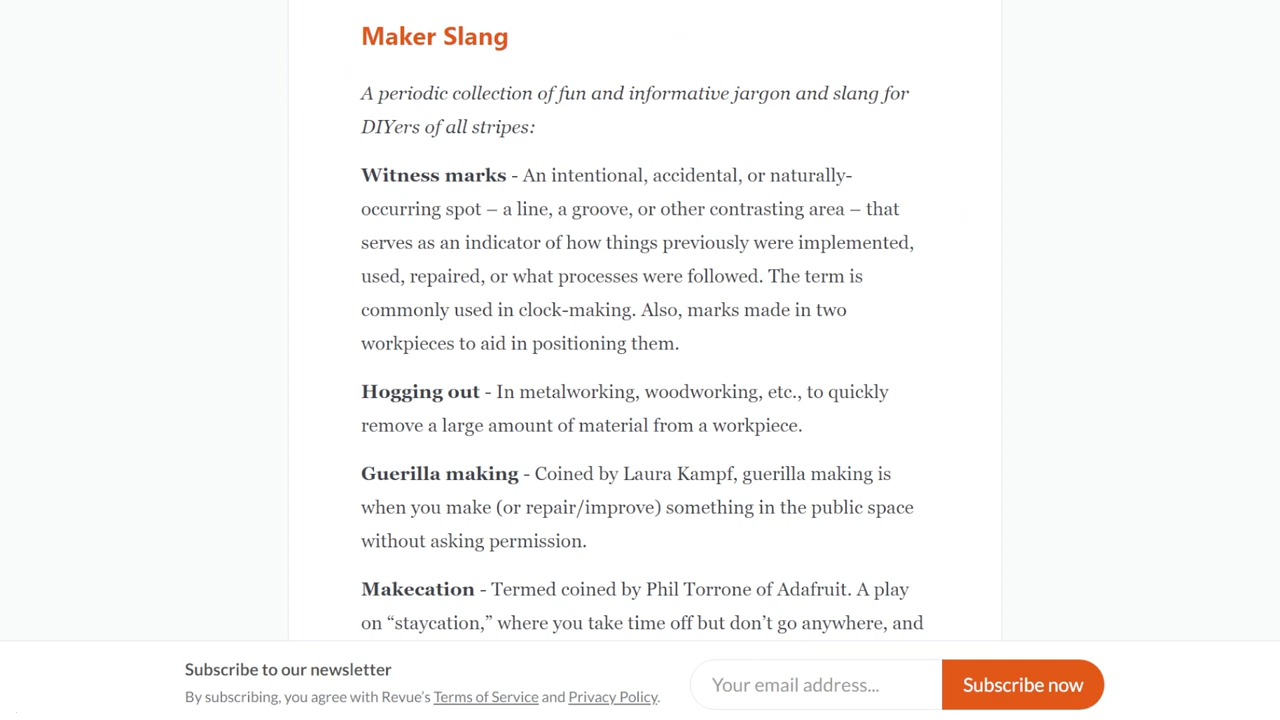 Maker Slang
A periodic collection of fun and informative jargon and slang for
DIYers of all stripes:
Witness marks - An intentional, accidental, or naturally-
occurring spot – a line, a groove, or other contrasting area – that
serves as an indicator of how things previously were implemented,
used, repaired, or what processes were followed. The term is
commonly used in clock-making. Also, marks made in two
workpieces to aid in positioning them.
Hogging out - In metalworking, woodworking, etc., to quickly
remove a large amount of material from a workpiece.
Guerilla making - Coined by Laura Kampf, guerilla making is
when you make (or repair/improve) something in the public space
without asking permission.
Makecation - Termed coined by Phil Torrone of Adafruit. A play
on “staycation,” where you take time off but don’t go anywhere, and
Subscribe to our newsletter
By subscribing, you agree with Revue’s Terms of Service and Privacy Policy.
Your email address...
Subscribe now